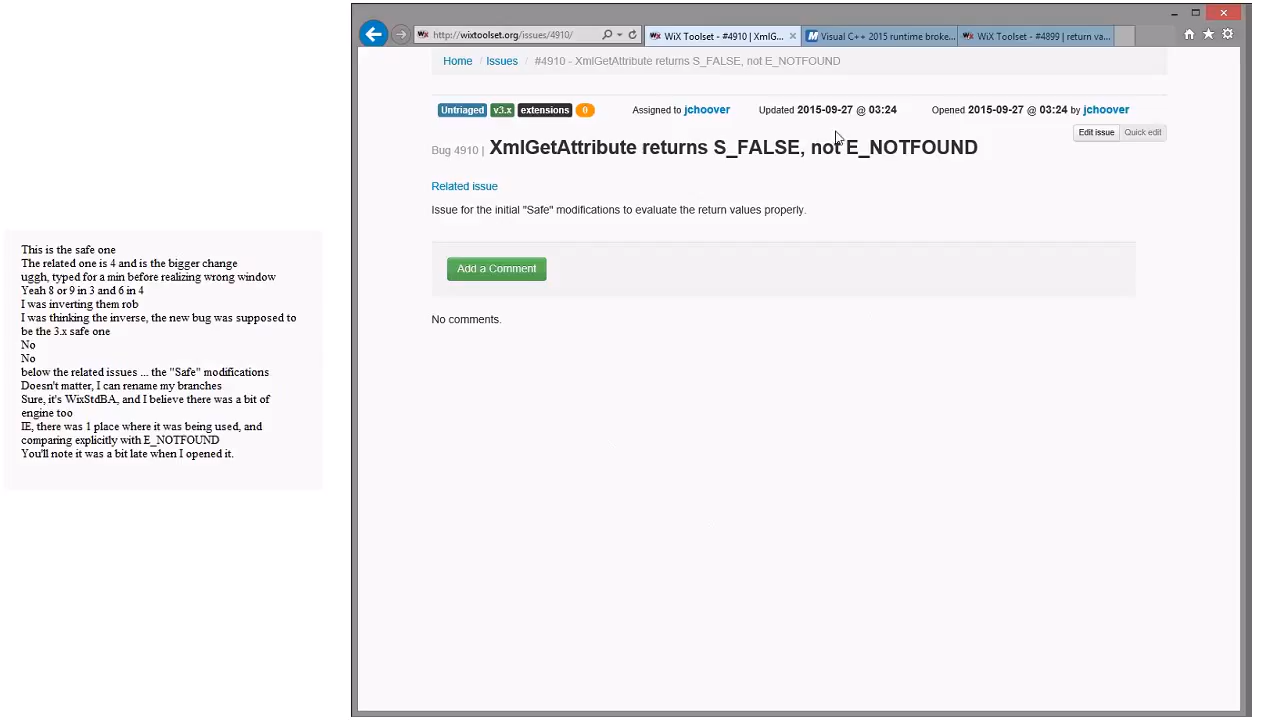 This is the safe one
The related one is 4 and is the bigger change
uggh, typed for a min before realizing wrong window
Yeah 8 or 9 in 3 and 6 in 4
I was inverting them rob
I was thinking the inverse, the new bug was supposed to
be the 3.x safe one
No
No
below the related issues ... the "Safe" modifications
Doesn't matter, I can rename my branches
Sure, it's WixStdBA, and I believe there was a bit of
engine too
IE, there was 1 place where it was being used, and
comparing explicitly with E_NOTFOUND
You'll note it was a bit late when I opened it.
http://wixtoolset.org/issues/4910/
WiX Toolset - #4910 | XmlG...
Visual C++ 2015 runtime broke...
WiX Toolset - #4899 | return va...
Home / Issues / #4910 - XmlGetAttribute returns S_FALSE, not E_NOTFOUND
Untriaged v3.x extensions 0 Assigned to jchoover Updated 2015-09-27 @ 03:24 Opened 2015-09-27 @ 03:24 by jchoover
Edit issue Quick edit
Bug 4910 | XmlGetAttribute returns S_FALSE, not E_NOTFOUND
Related issue
Issue for the initial "Safe" modifications to evaluate the return values properly.
Add a Comment
No comments.